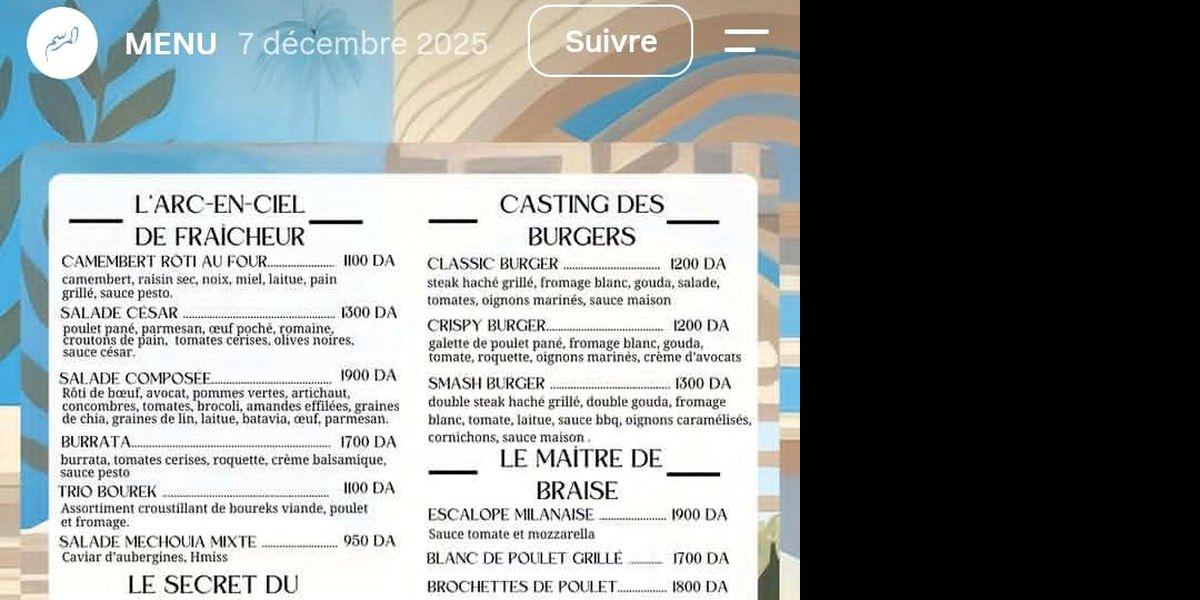 MENU 7 décembre 2025
Suivre
L'ARC-EN-CIEL
DE FRAÎCHEUR
CAMEMBERT ROTI AU FOUR.................... 1100 DA
camembert, raisin sec, noix, miel, laitue, pain
grillé, sauce pesto.
SALADE CÉSAR ............................................. 1300 DA
poulet pané, parmesan, œuf poché, romaine,
croutons de pain, tomates cerises, olives noires,
sauce césar.
SALADE COMPOSÉE................................... 1900 DA
Rôti de bœuf, avocat, pommes vertes, artichaut,
concombres, tomates, brocoli, amandes effilées, graines
de chia, graines de lin, laitue, batavia, œuf, parmesan.
BURRATA.......................................................... 1700 DA
burrata, tomates cerises, roquette, crème balsamique,
sauce pesto
TRIO BOUREK ................................................ 1100 DA
Assortiment croustillant de boureks viande, poulet
et fromage.
SALADE MECHOUIA MIXTE ...................... 950 DA
Caviar d'aubergines, Hmiss
LE SECRET DU
CASTING DES
BURGERS
CLASSIC BURGER ............................ 1200 DA
steak haché grillé, fromage blanc, gouda, salade,
tomates, oignons marinés, sauce maison
CRISPY BURGER.................................. 1200 DA
galette de poulet pané, fromage blanc, gouda,
tomate, roquette, oignons marinés, crème d'avocats
SMASH BURGER ................................... 1300 DA
double steak haché grillé, double gouda, fromage
blanc, tomate, laitue, sauce bbq, oignons caramélisés,
cornichons, sauce maison .
LE MAÎTRE DE
BRAISE
ESCALOPE MILANAISE ................... 1900 DA
Sauce tomate et mozzarella
BLANC DE POULET GRILLÉ .......... 1700 DA
BROCHETTES DE POULET.............. 1800 DA